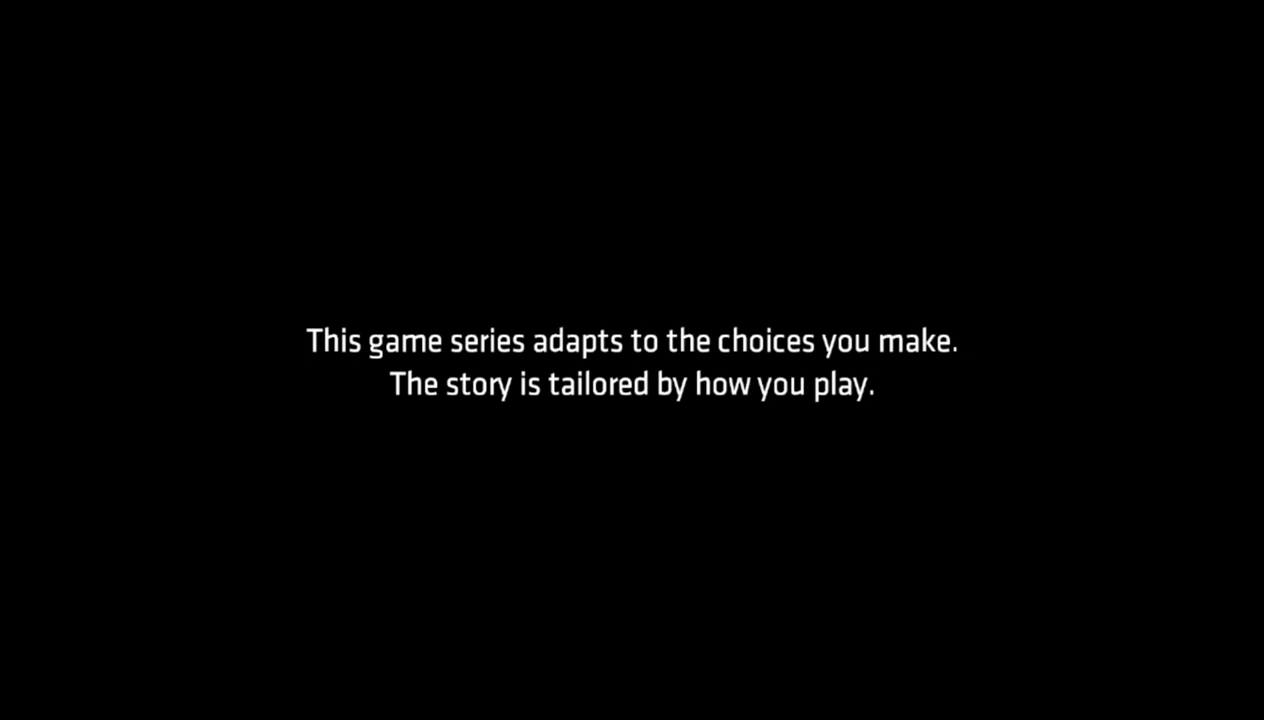 This game series adapts to the choices you make.
The story is tailored by how you play.